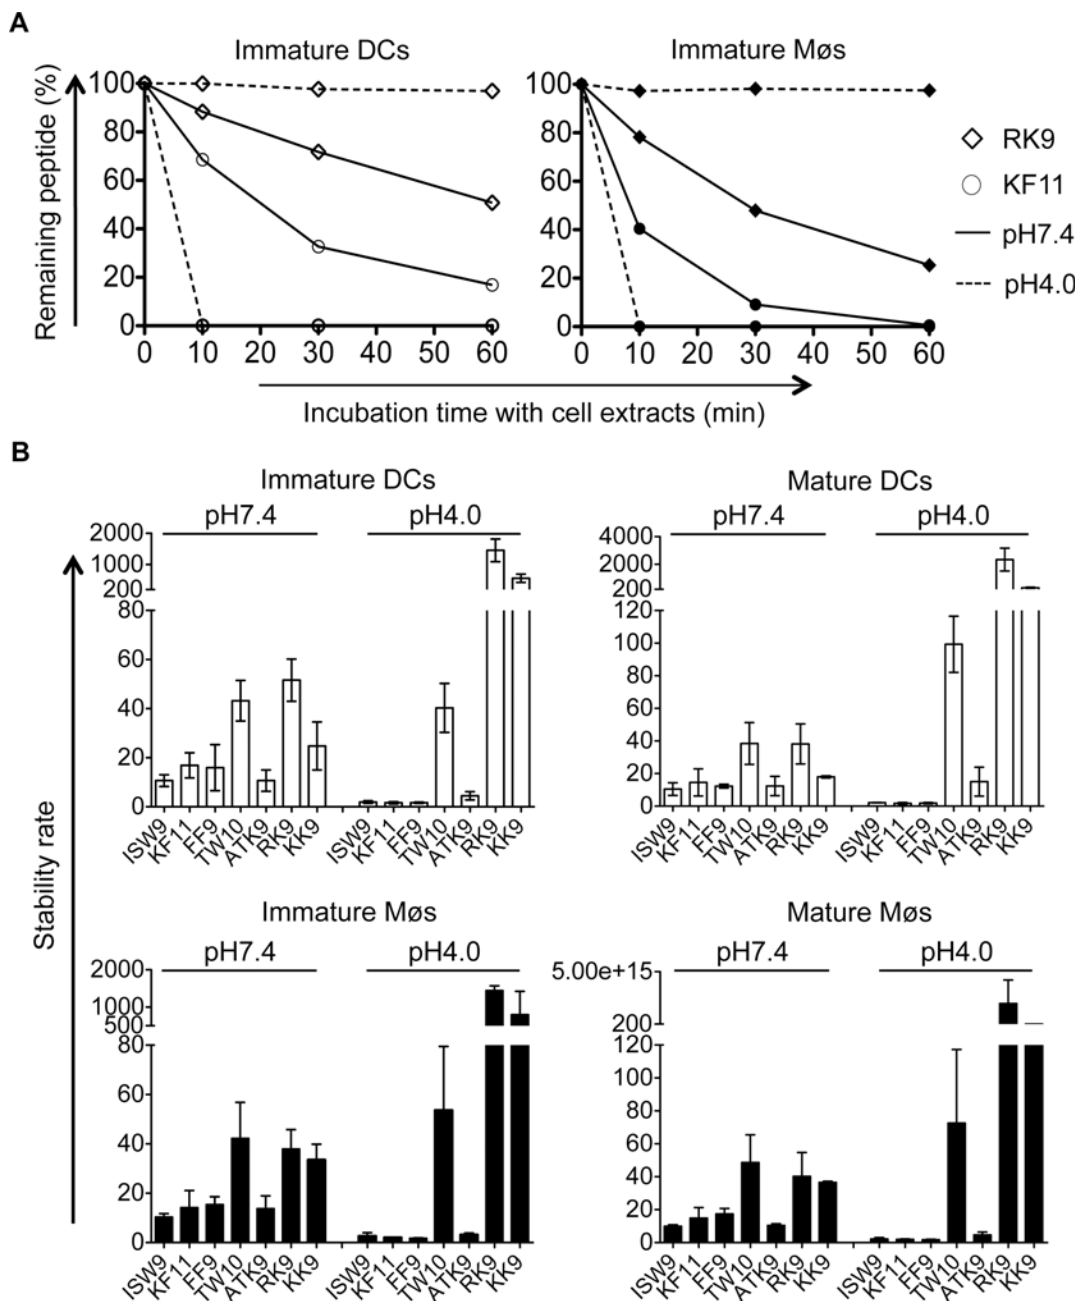 A
Immature DCs
Immature Møs
Remaining peptide (%)
100
80
60
40
20
0
0 10 20 30 40 50 60
100
80
60
40
20
0
0 10 20 30 40 50 60
RK9
KF11
pH7.4
pH4.0
Incubation time with cell extracts (min)
B
Stability rate
Immature DCs
pH7.4 pH4.0
2000
1000
200
80
60
40
20
0
ISW9 KF11 EF9 TW10 ATK9 RK9 KK9 ISW9 KF11 EF9 TW10 ATK9 RK9 KK9
Mature DCs
pH7.4 pH4.0
4000
2000
200
120
100
80
60
40
20
0
ISW9 KF11 EF9 TW10 ATK9 RK9 KK9 ISW9 KF11 EF9 TW10 ATK9 RK9 KK9
Immature Møs
pH7.4 pH4.0
2000
1000
500
80
60
40
20
0
ISW9 KF11 EF9 TW10 ATK9 RK9 KK9 ISW9 KF11 EF9 TW10 ATK9 RK9 KK9
Mature Møs
pH7.4 pH4.0
5.00e+15
200
120
100
80
60
40
20
0
ISW9 KF11 EF9 TW10 ATK9 RK9 KK9 ISW9 KF11 EF9 TW10 ATK9 RK9 KK9